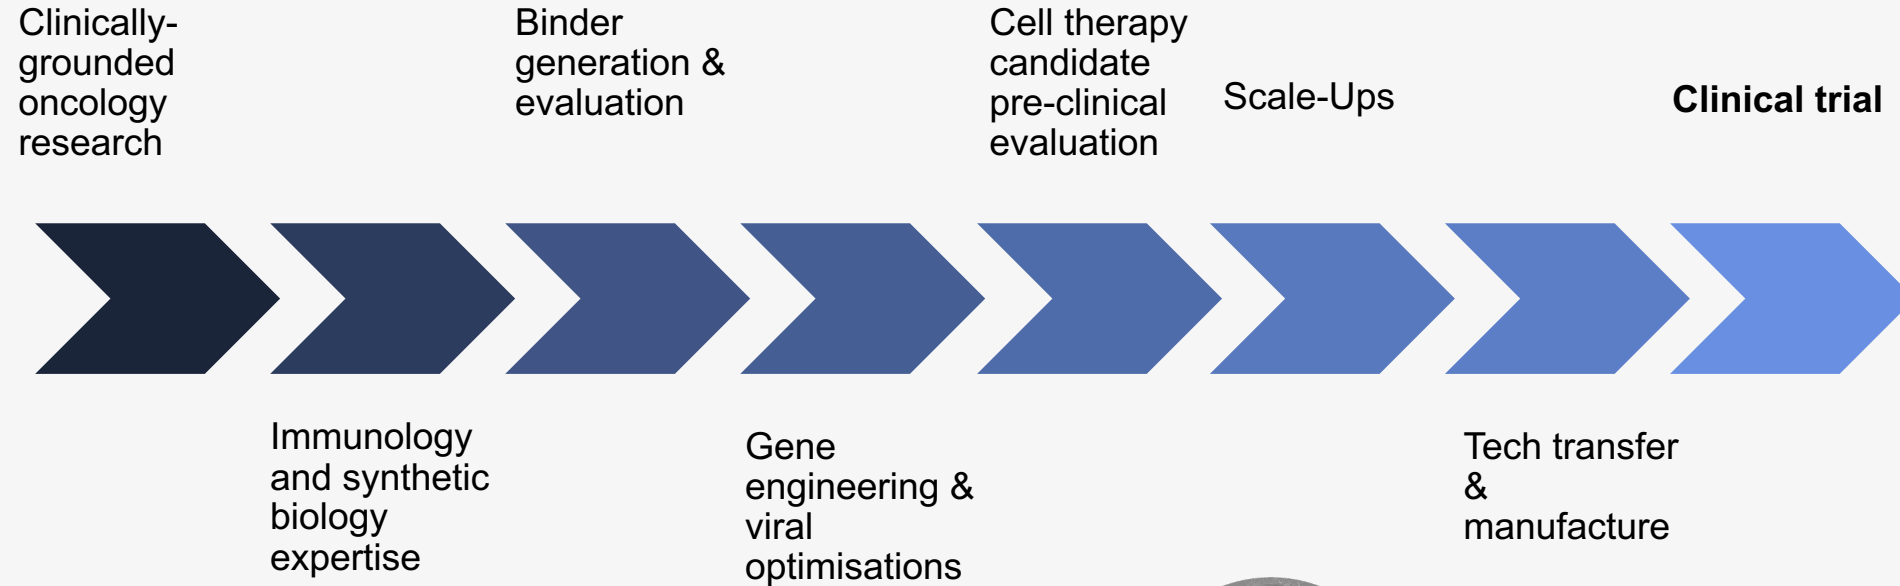 Clinically-
grounded
oncology
research
Binder
generation &
evaluation
Cell therapy
candidate
pre-clinical
evaluation
Scale-Ups
Clinical trial
Immunology
and synthetic
biology
expertise
Gene
engineering &
viral
optimisations
Tech transfer
&
manufacture